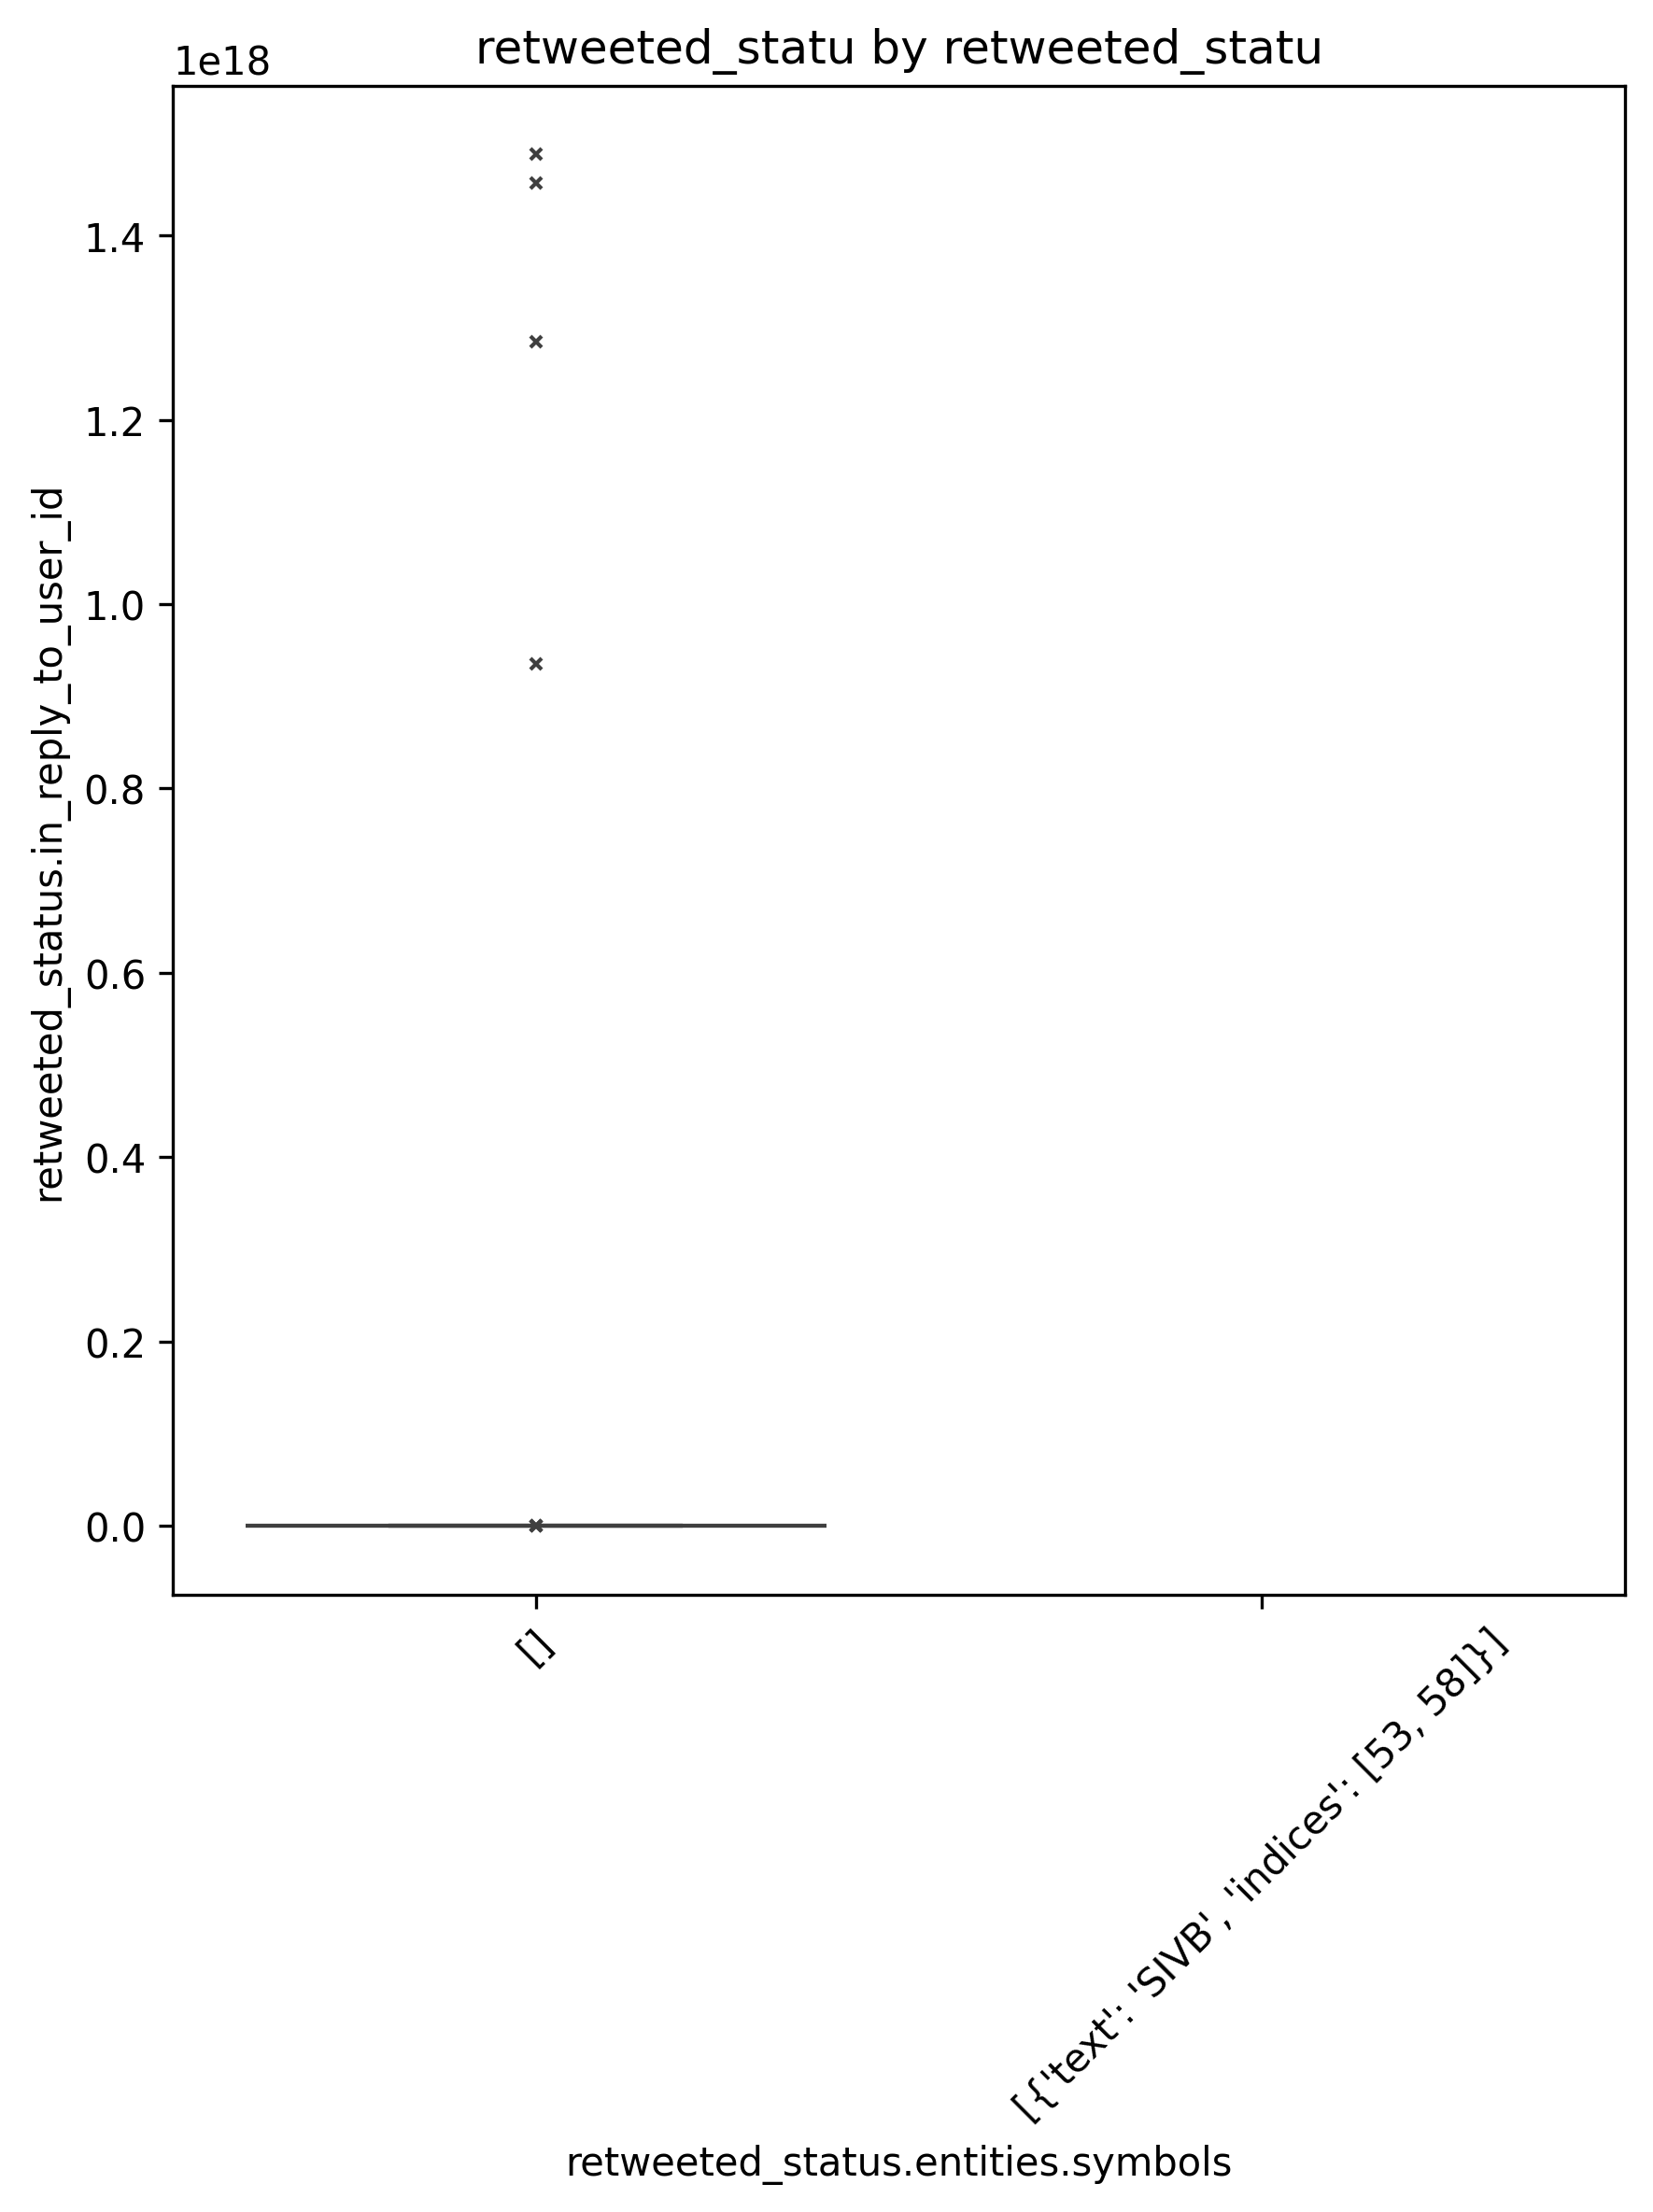 retweeted_statu by retweeted_statu
1e18
1.4
1.2
1.0
0.8
0.6
0.4
0.2
0.0
retweeted_status.in_reply_to_user_id
[]
[{'text': 'SIVB', 'indices': [53, 58]}]
retweeted_status.entities.symbols